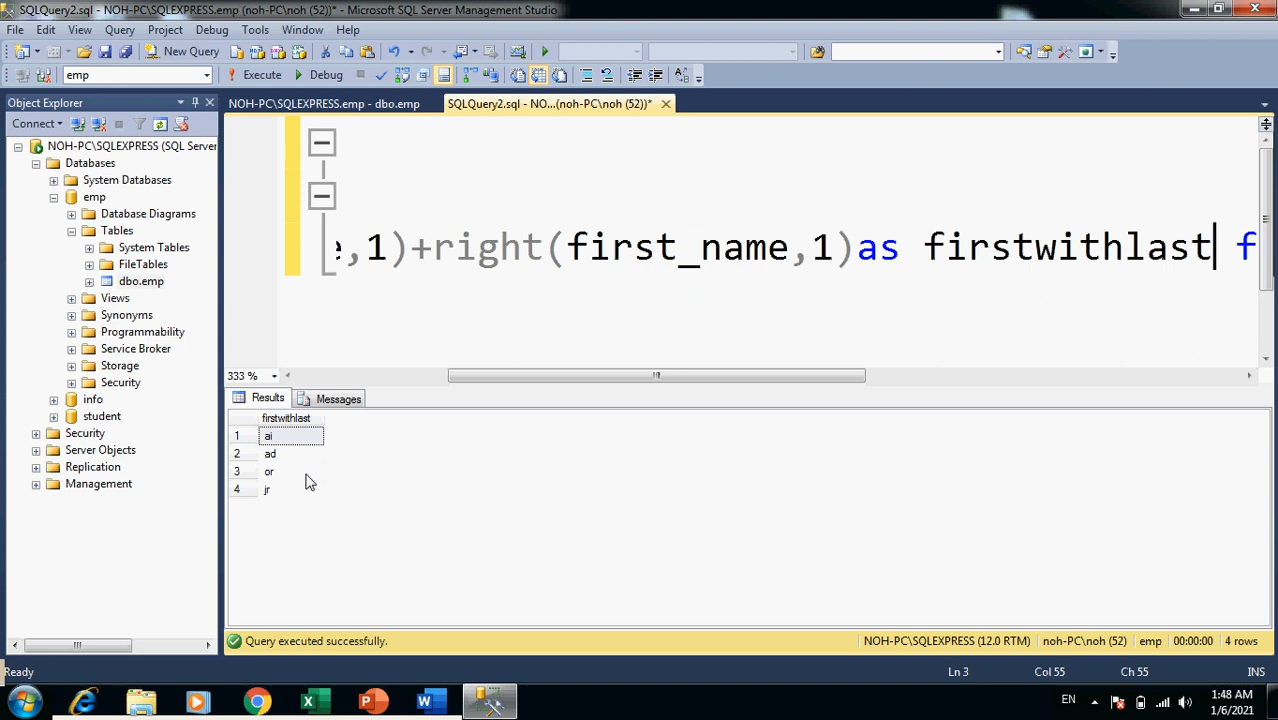 SQLQuery2.sql - NOH-PC\SQLEXPRESS.emp (noh-PC\noh (52))* - Microsoft SQL Server Management Studio
File Edit View Query Project Debug Tools Window Help
New Query
emp Execute Debug
Object Explorer
NOH-PC\SQLEXPRESS.emp - dbo.emp SQLQuery2.sql - NO...(noh-PC\noh (52))*
Connect
NOH-PC\SQLEXPRESS (SQL Server
Databases
System Databases
emp
Database Diagrams
Tables
System Tables
FileTables
dbo.emp
Views
Synonyms
Programmability
Service Broker
Storage
Security
info
student
Security
Server Objects
Replication
Management
,1)+right(first_name,1)as firstwithlast f
333 %
Results Messages
firstwithlast
1 ai
2 ad
3 or
4 jr
Query executed successfully. NOH-PC\SQLEXPRESS (12.0 RTM) noh-PC\noh (52) emp 00:00:00 4 rows
Ready Ln 3 Col 55 Ch 55 INS
EN 1:48 AM
1/6/2021